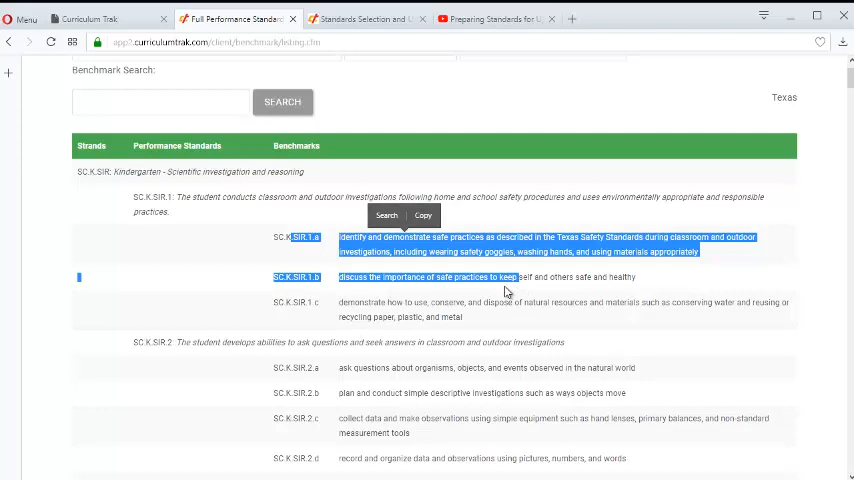 Menu
Curriculum Trak
Full Performance Standard
Standards Selection and U
Preparing Standards for U
app2.curriculumtrak.com/client/benchmark/listing.cfm
Benchmark Search:
SEARCH
Texas
Strands Performance Standards Benchmarks
SC.K.SIR: Kindergarten - Scientific investigation and reasoning
SC.K.SIR.1: The student conducts classroom and outdoor investigations following home and school safety procedures and uses environmentally appropriate and responsible
practices.
Search Copy
SC.K.SIR.1.a identify and demonstrate safe practices as described in the Texas Safety Standards during classroom and outdoor
investigations, including wearing safety goggles, washing hands, and using materials appropriately
SC.K.SIR.1.b discuss the importance of safe practices to keep self and others safe and healthy
SC.K.SIR.1.c demonstrate how to use, conserve, and dispose of natural resources and materials such as conserving water and reusing or
recycling paper, plastic, and metal
SC.K.SIR.2: The student develops abilities to ask questions and seek answers in classroom and outdoor investigations
SC.K.SIR.2.a ask questions about organisms, objects, and events observed in the natural world
SC.K.SIR.2.b plan and conduct simple descriptive investigations such as ways objects move
SC.K.SIR.2.c collect data and make observations using simple equipment such as hand lenses, primary balances, and non-standard
measurement tools
SC.K.SIR.2.d record and organize data and observations using pictures, numbers, and words